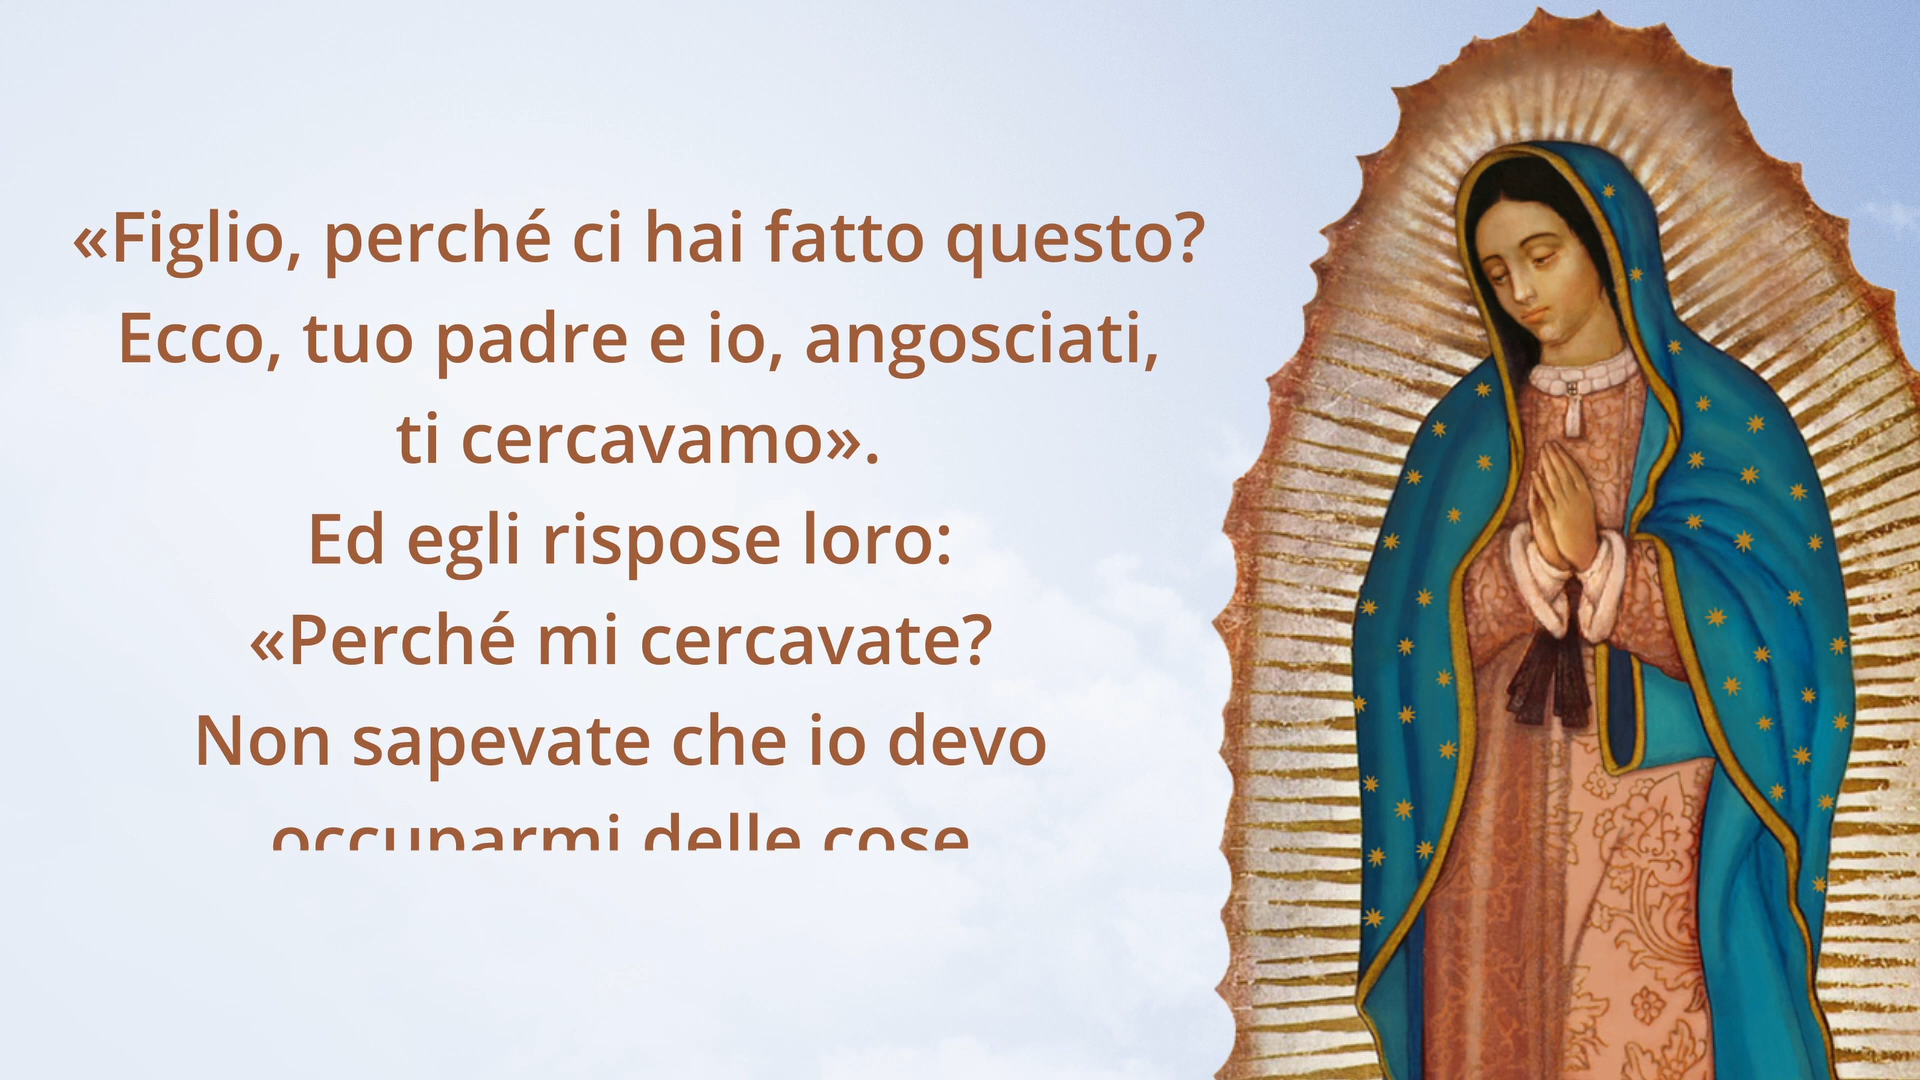 «Figlio, perché ci hai fatto questo?
Ecco, tuo padre e io, angosciati,
ti cercavamo».
Ed egli rispose loro:
«Perché mi cercavate?
Non sapevate che io devo
occuparmi delle cose